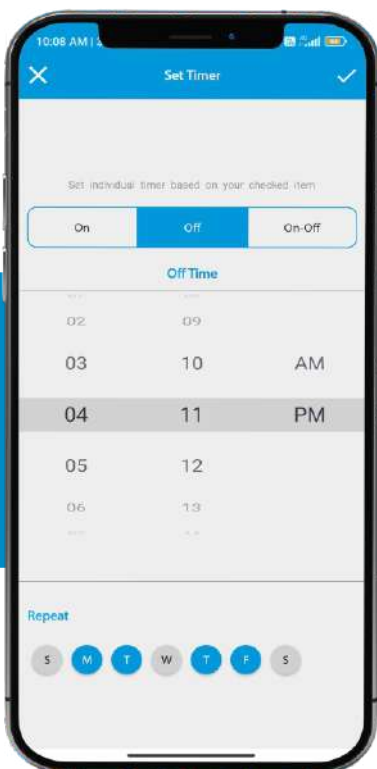 10:08 AM
Set Timer
Set individual timer based on your checked item
On Off On-Off
Off Time
02 09
03 10 AM
04 11 PM
05 12
06 13
Repeat
S M T W T F S